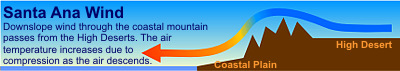 Santa Ana Wind
Downslope wind through the coastal mountain
passes from the High Deserts. The air
temperature increases due to
compression as the air descends.
High Desert
Coastal Plain